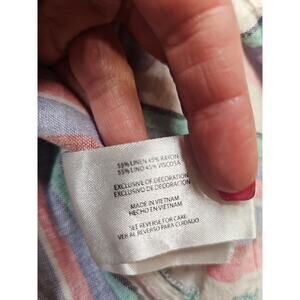 55% LINEN 45% RAYON
55% LINO 45% VISCOSA
EXCLUSIVE OF DECORATION
EXCLUSIVO DE DECORACION
MADE IN VIETNAM
HECHO EN VIETNAM
SEE REVERSE FOR CARE
VER AL REVERSO PARA CUIDADO